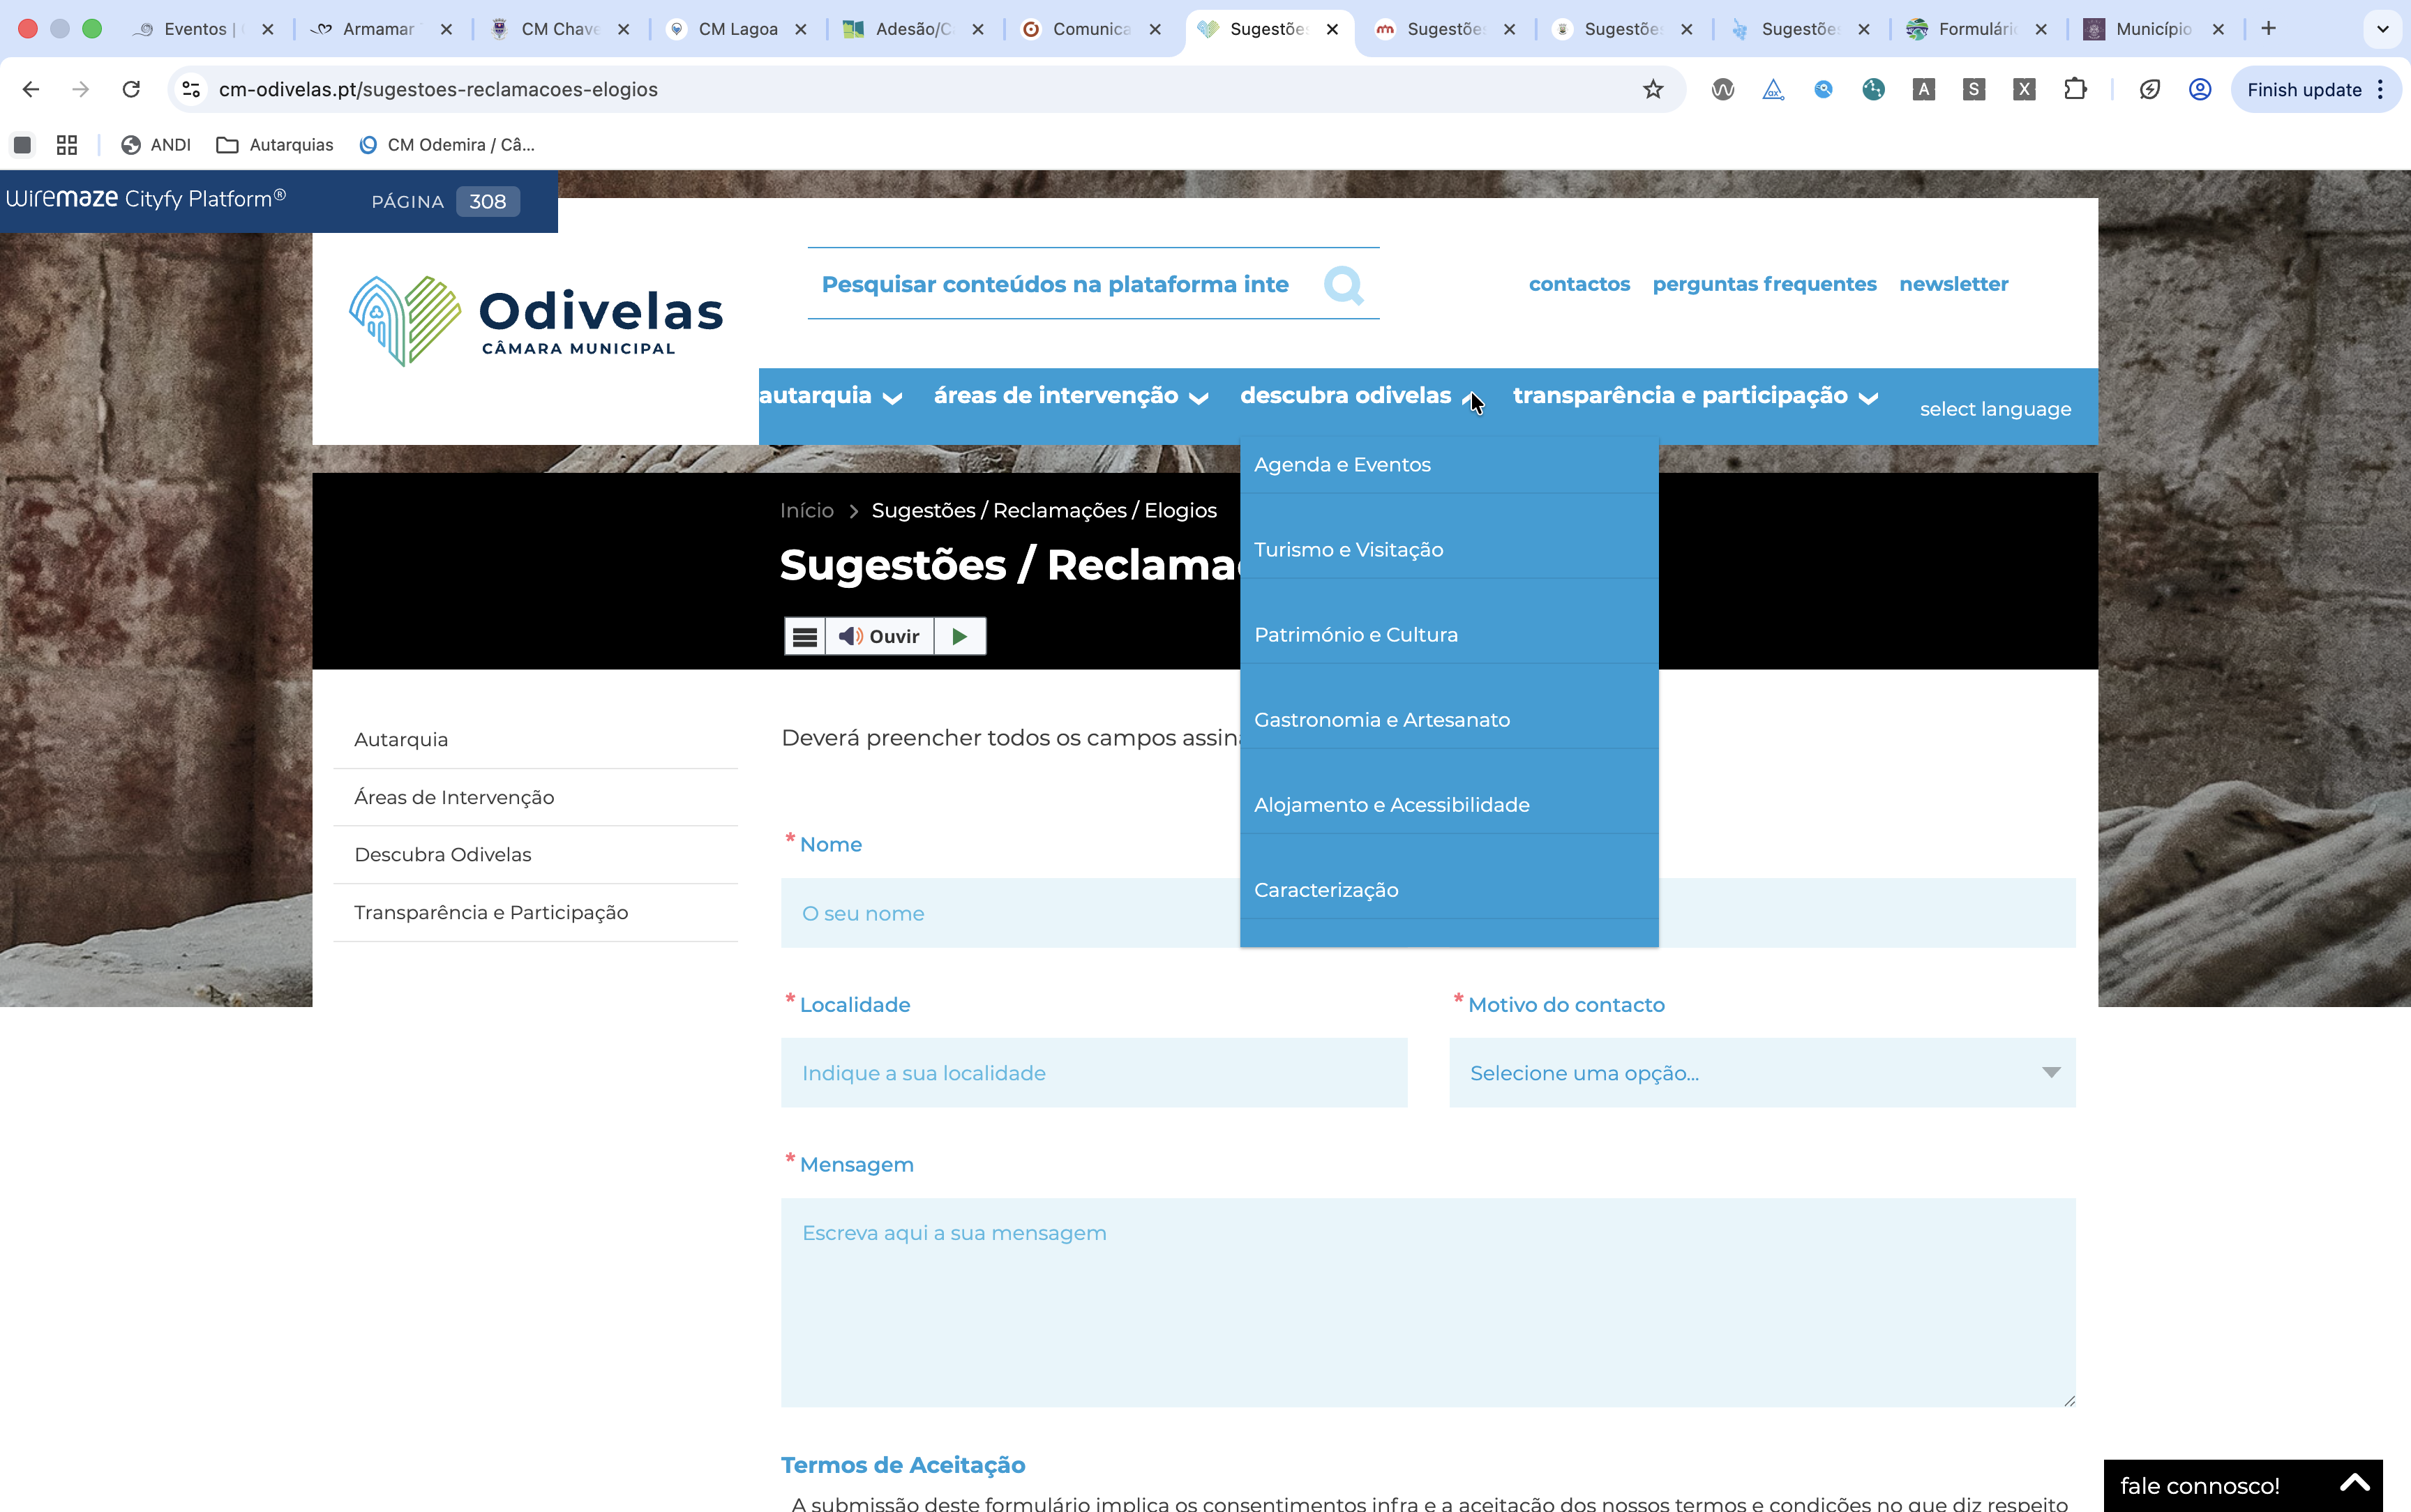 Eventos |
Armamar
CM Chave
CM Lagoa
Adesão/C
Comunica
Sugestões
Sugestões
Sugestões
Sugestões
Formulári
Município
cm-odivelas.pt/sugestoes-reclamacoes-elogios
A
S
X
Finish update
ANDI
Autarquias
CM Odemira / Câ...
wiremaze Cityfy Platform®
PÁGINA 308
Odivelas
CÂMARA MUNICIPAL
Pesquisar conteúdos na plataforma inte
contactos perguntas frequentes newsletter
autarquia áreas de intervenção descubra odivelas transparência e participação select language
Agenda e Eventos
Turismo e Visitação
Património e Cultura
Gastronomia e Artesanato
Alojamento e Acessibilidade
Caracterização
Início > Sugestões / Reclamações / Elogios
Sugestões / Reclama
Ouvir
Autarquia
Áreas de Intervenção
Descubra Odivelas
Transparência e Participação
Deverá preencher todos os campos assin
* Nome
O seu nome
* Localidade
Indique a sua localidade
* Motivo do contacto
Selecione uma opção...
* Mensagem
Escreva aqui a sua mensagem
Termos de Aceitação
A submissão deste formulário implica os consentimentos infra e a aceitação dos nossos termos e condições no que diz respeito
fale connosco!